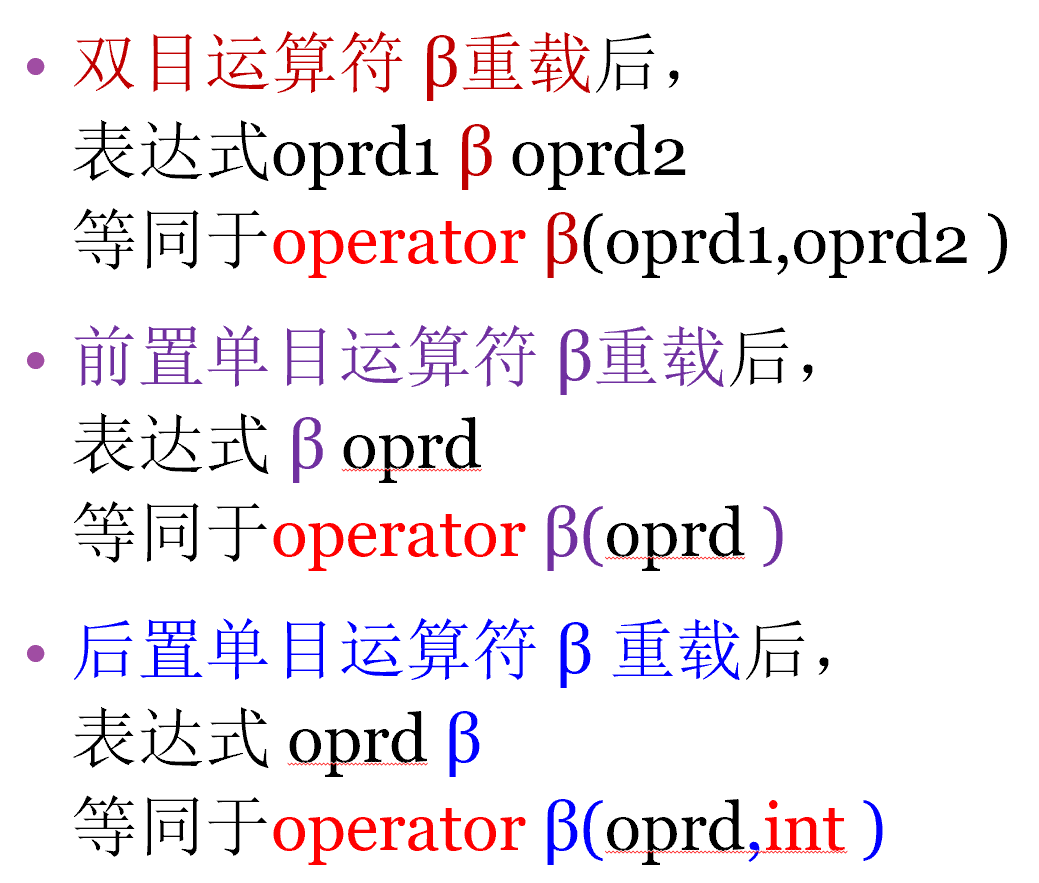 • 双目运算符 β重载后，
表达式oprd1 β oprd2
等同于operator β(oprd1,oprd2 )
• 前置单目运算符 β重载后，
表达式 β oprd
等同于operator β(oprd )
• 后置单目运算符 β 重载后，
表达式 oprd β
等同于operator β(oprd,int )